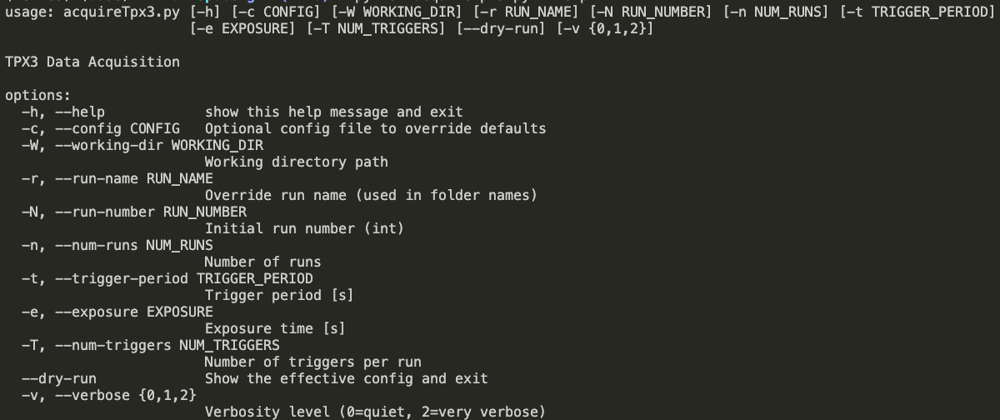 usage: acquireTpx3.py [-h] [-c CONFIG] [-W WORKING_DIR] [-r RUN_NAME] [-N RUN_NUMBER] [-n NUM_RUNS] [-t TRIGGER_PERIOD]
[-e EXPOSURE] [-T NUM_TRIGGERS] [--dry-run] [-v {0,1,2}]
TPX3 Data Acquisition
options:
-h, --help show this help message and exit
-c, --config CONFIG Optional config file to override defaults
-W, --working-dir WORKING_DIR
Working directory path
-r, --run-name RUN_NAME
Override run name (used in folder names)
-N, --run-number RUN_NUMBER
Initial run number (int)
-n, --num-runs NUM_RUNS
Number of runs
-t, --trigger-period TRIGGER_PERIOD
Trigger period [s]
-e, --exposure EXPOSURE
Exposure time [s]
-T, --num-triggers NUM_TRIGGERS
Number of triggers per run
--dry-run Show the effective config and exit
-v, --verbose {0,1,2}
Verbosity level (0=quiet, 2=very verbose)